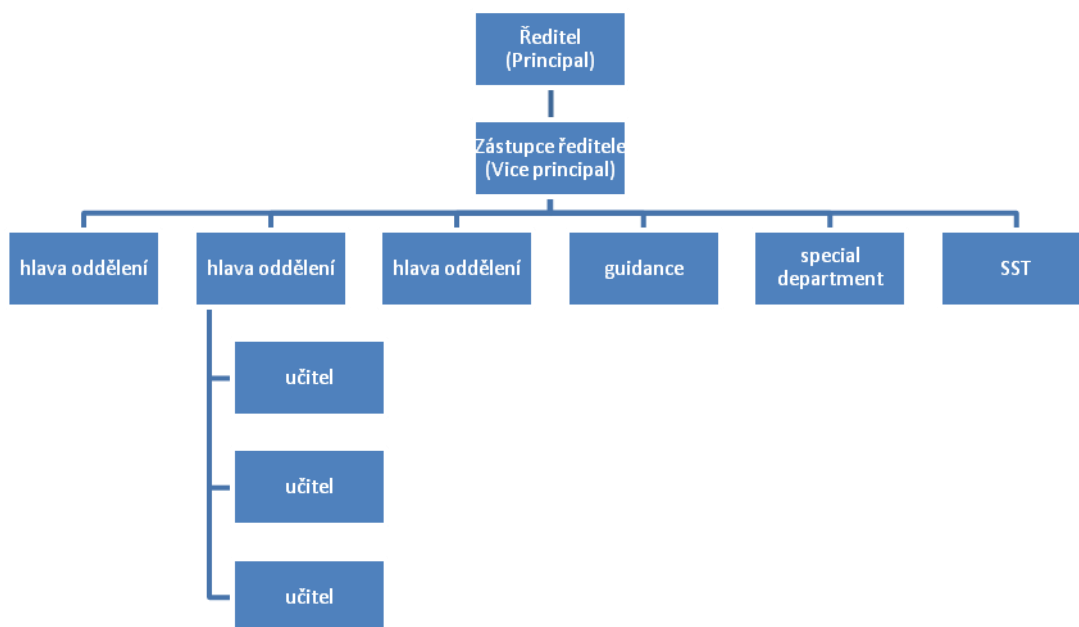 Ředitel
(Principal)
Zástupce ředitele
(Vice principal)
hlava oddělení
hlava oddělení
hlava oddělení
guidance
special
department
SST
učitel
učitel
učitel